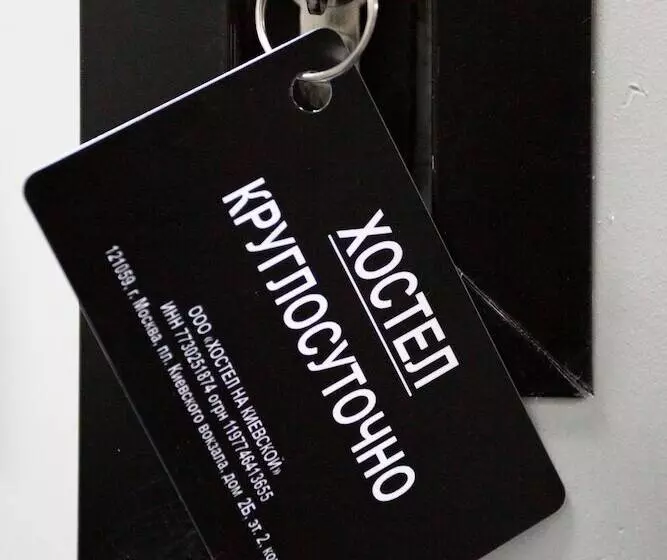 ХОСТЕЛ
КРУГЛОСУТОЧНО
ООО «ХОСТЕЛ НА КИЕВСКОЙ»
ИНН 7730251874 огрн 1197746413655
121059, г. Москва, пл. Киевского вокзала, дом 2Б, эт. 2,